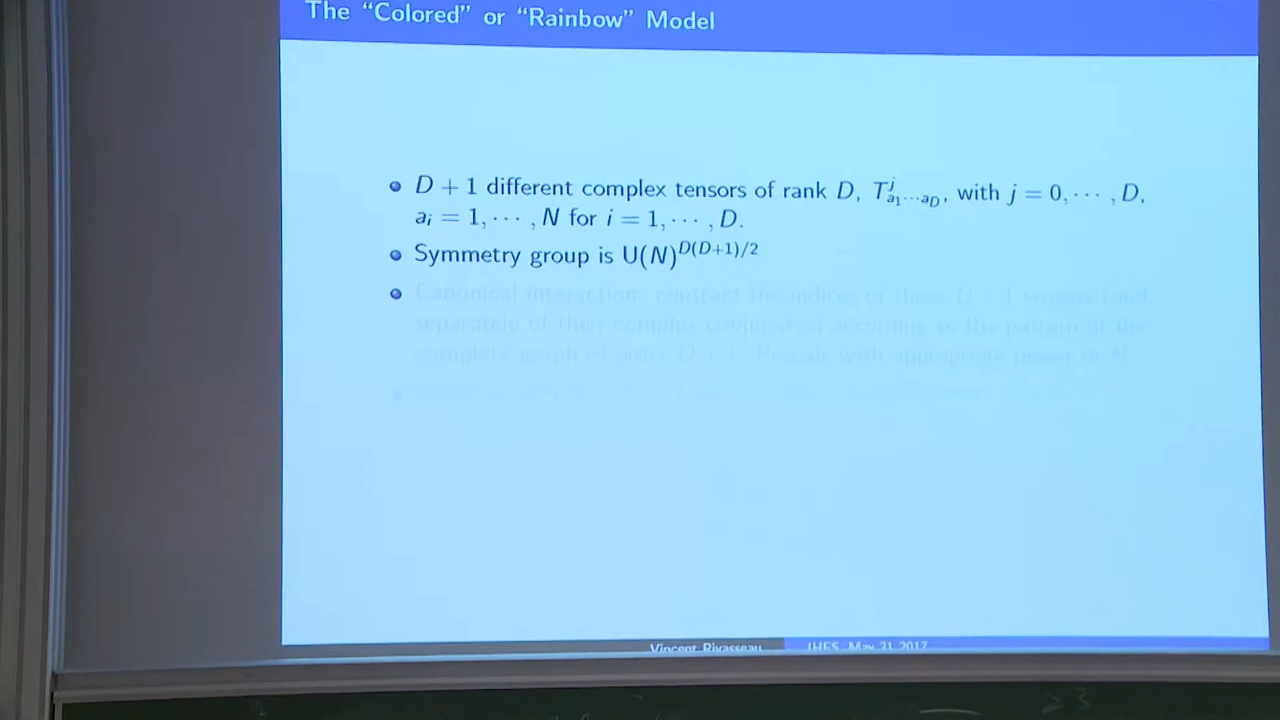 The “Colored” or “Rainbow” Model
D + 1 different complex tensors of rank D, T^j_{a_1⋯a_D}, with j = 0, ⋯ , D,
a_i = 1, ⋯ , N for i = 1, ⋯ , D.
Symmetry group is U(N)^{D(D+1)/2}
Canonical interaction: contract the indices of these D + 1 tensors (and
separately of their complex conjugates) according to the pattern of the
complete graph of order D + 1. Rescale with appropriate power of N
Vincent Rivasseau
IHES, May 31 2017
⩾ 3